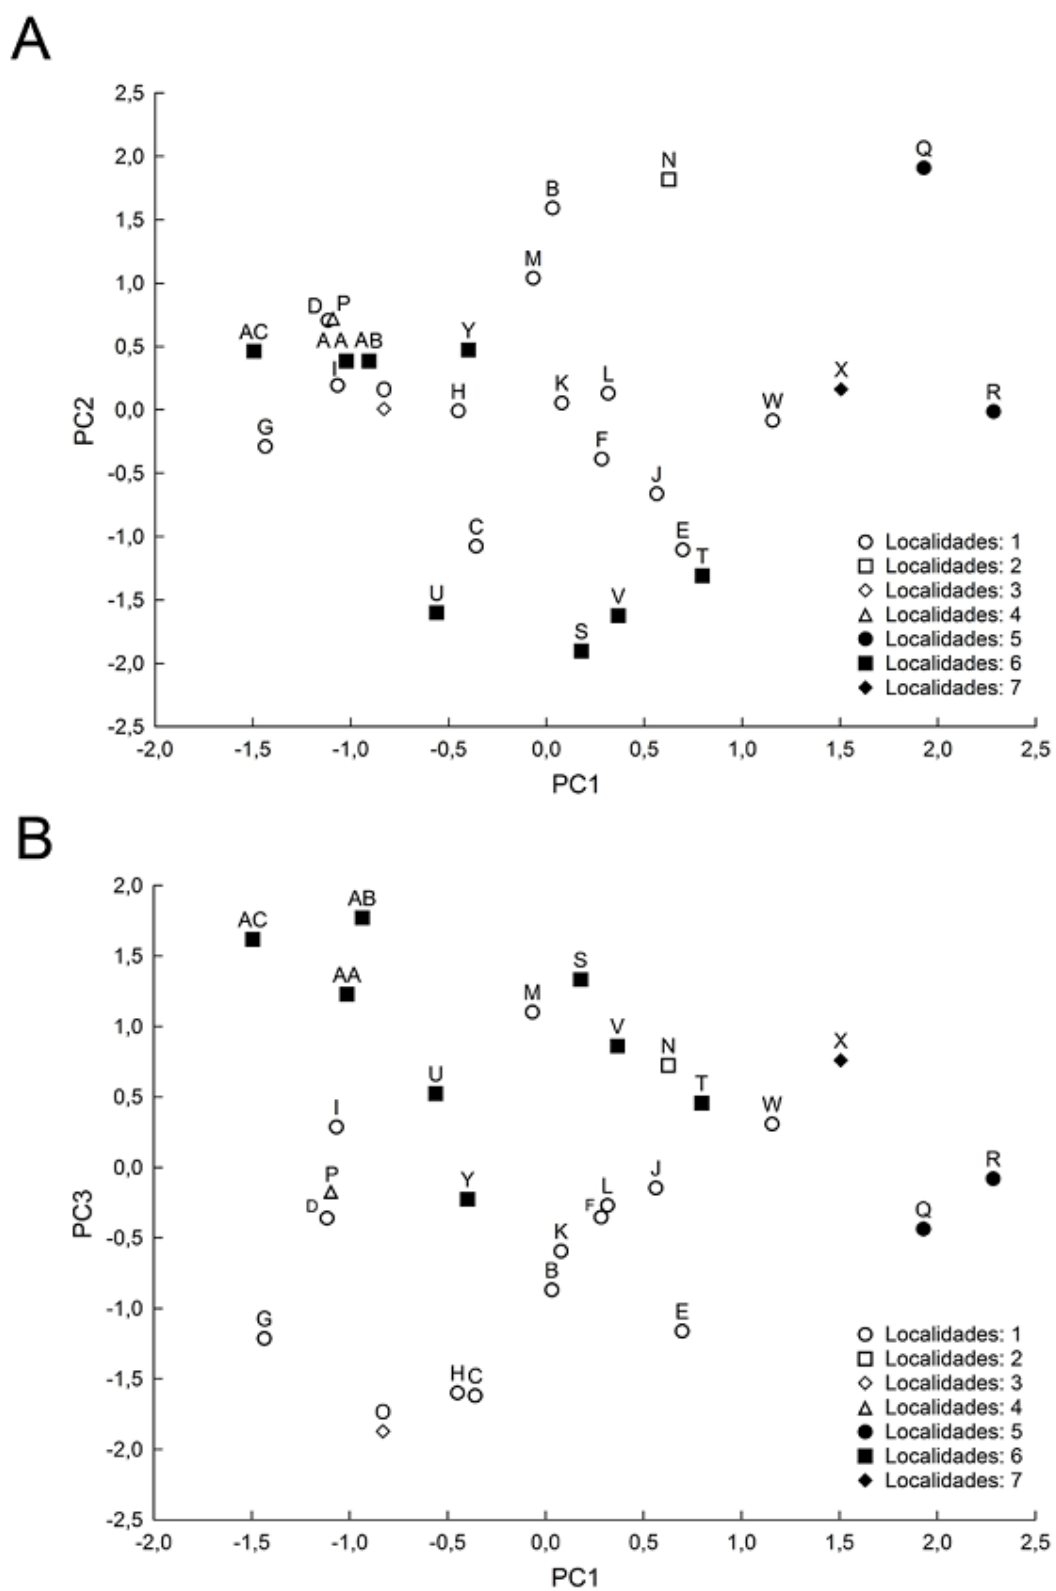 A
2,5
Q
N
2,0
B
1,5
M
1,0
D P
AC AA AB Y
0,5
I O H K L X R
W
0,0
PC2
G F
-0,5
J
C E
-1,0
T
U V
-1,5
S
-2,0
-2,5
Localidades: 1
Localidades: 2
Localidades: 3
Localidades: 4
Localidades: 5
Localidades: 6
Localidades: 7
-2,0 -1,5 -1,0 -0,5 0,0 0,5 1,0 1,5 2,0 2,5
PC1
B
2,0
AB
AC
1,5
S
AA
M
1,0
V N X
U T
0,5
I W
0,0
R
P Y L J
D F
PC3
Q
-0,5
K
B
-1,0
G E
-1,5
H C
O
-2,0
-2,5
Localidades: 1
Localidades: 2
Localidades: 3
Localidades: 4
Localidades: 5
Localidades: 6
Localidades: 7
-2,0 -1,5 -1,0 -0,5 0,0 0,5 1,0 1,5 2,0 2,5
PC1